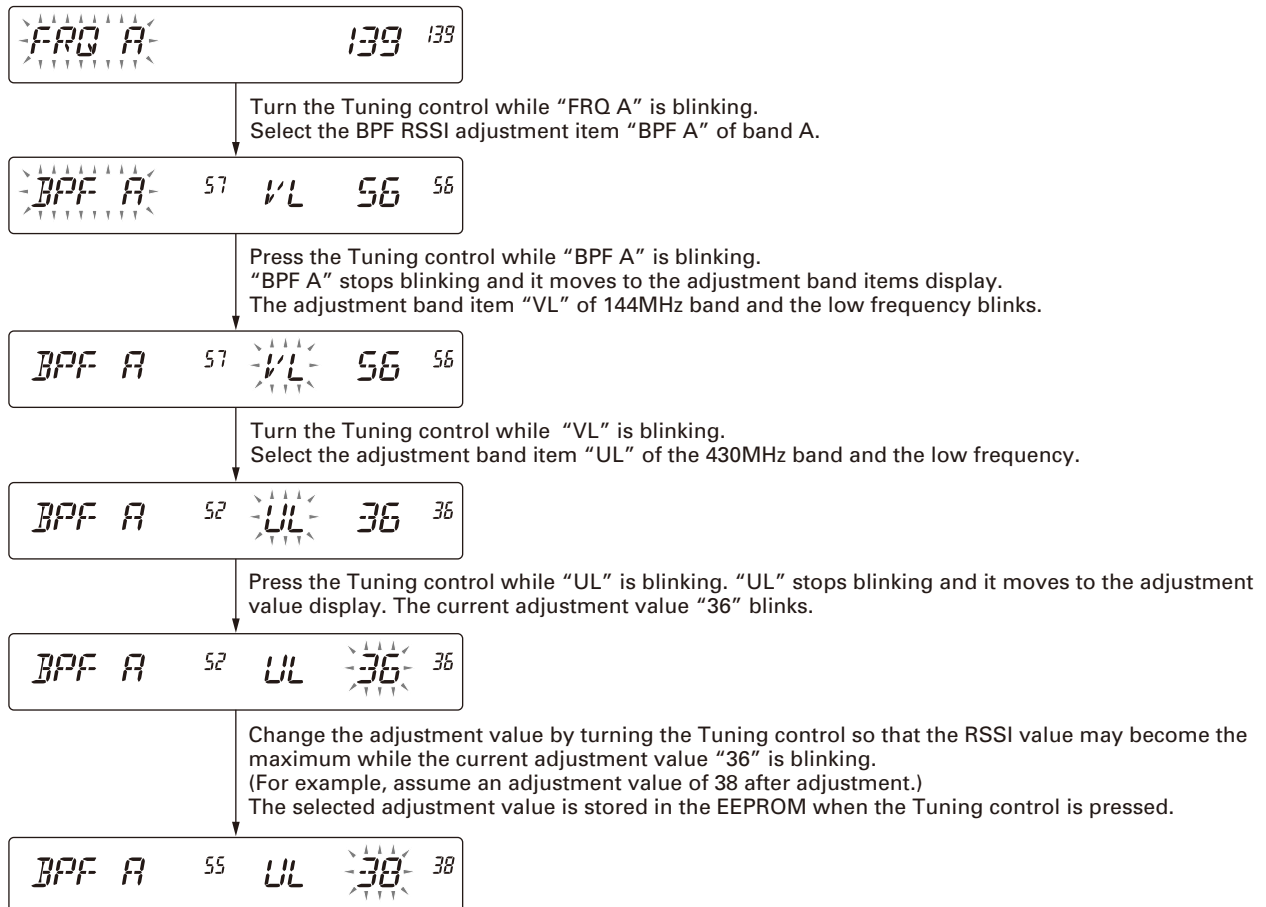 FRQ A 139 139
Turn the Tuning control while “FRQ A” is blinking.
Select the BPF RSSI adjustment item “BPF A” of band A.
BPF A 57 VL 56 56
Press the Tuning control while “BPF A” is blinking.
“BPF A” stops blinking and it moves to the adjustment band items display.
The adjustment band item “VL” of 144MHz band and the low frequency blinks.
BPF A 57 VL 56 56
Turn the Tuning control while “VL” is blinking.
Select the adjustment band item “UL” of the 430MHz band and the low frequency.
BPF A 52 UL 36 36
Press the Tuning control while “UL” is blinking. “UL” stops blinking and it moves to the adjustment
value display. The current adjustment value “36” blinks.
BPF A 52 UL 36 36
Change the adjustment value by turning the Tuning control so that the RSSI value may become the
maximum while the current adjustment value “36” is blinking.
(For example, assume an adjustment value of 38 after adjustment.)
The selected adjustment value is stored in the EEPROM when the Tuning control is pressed.
BPF A 55 UL 38 38